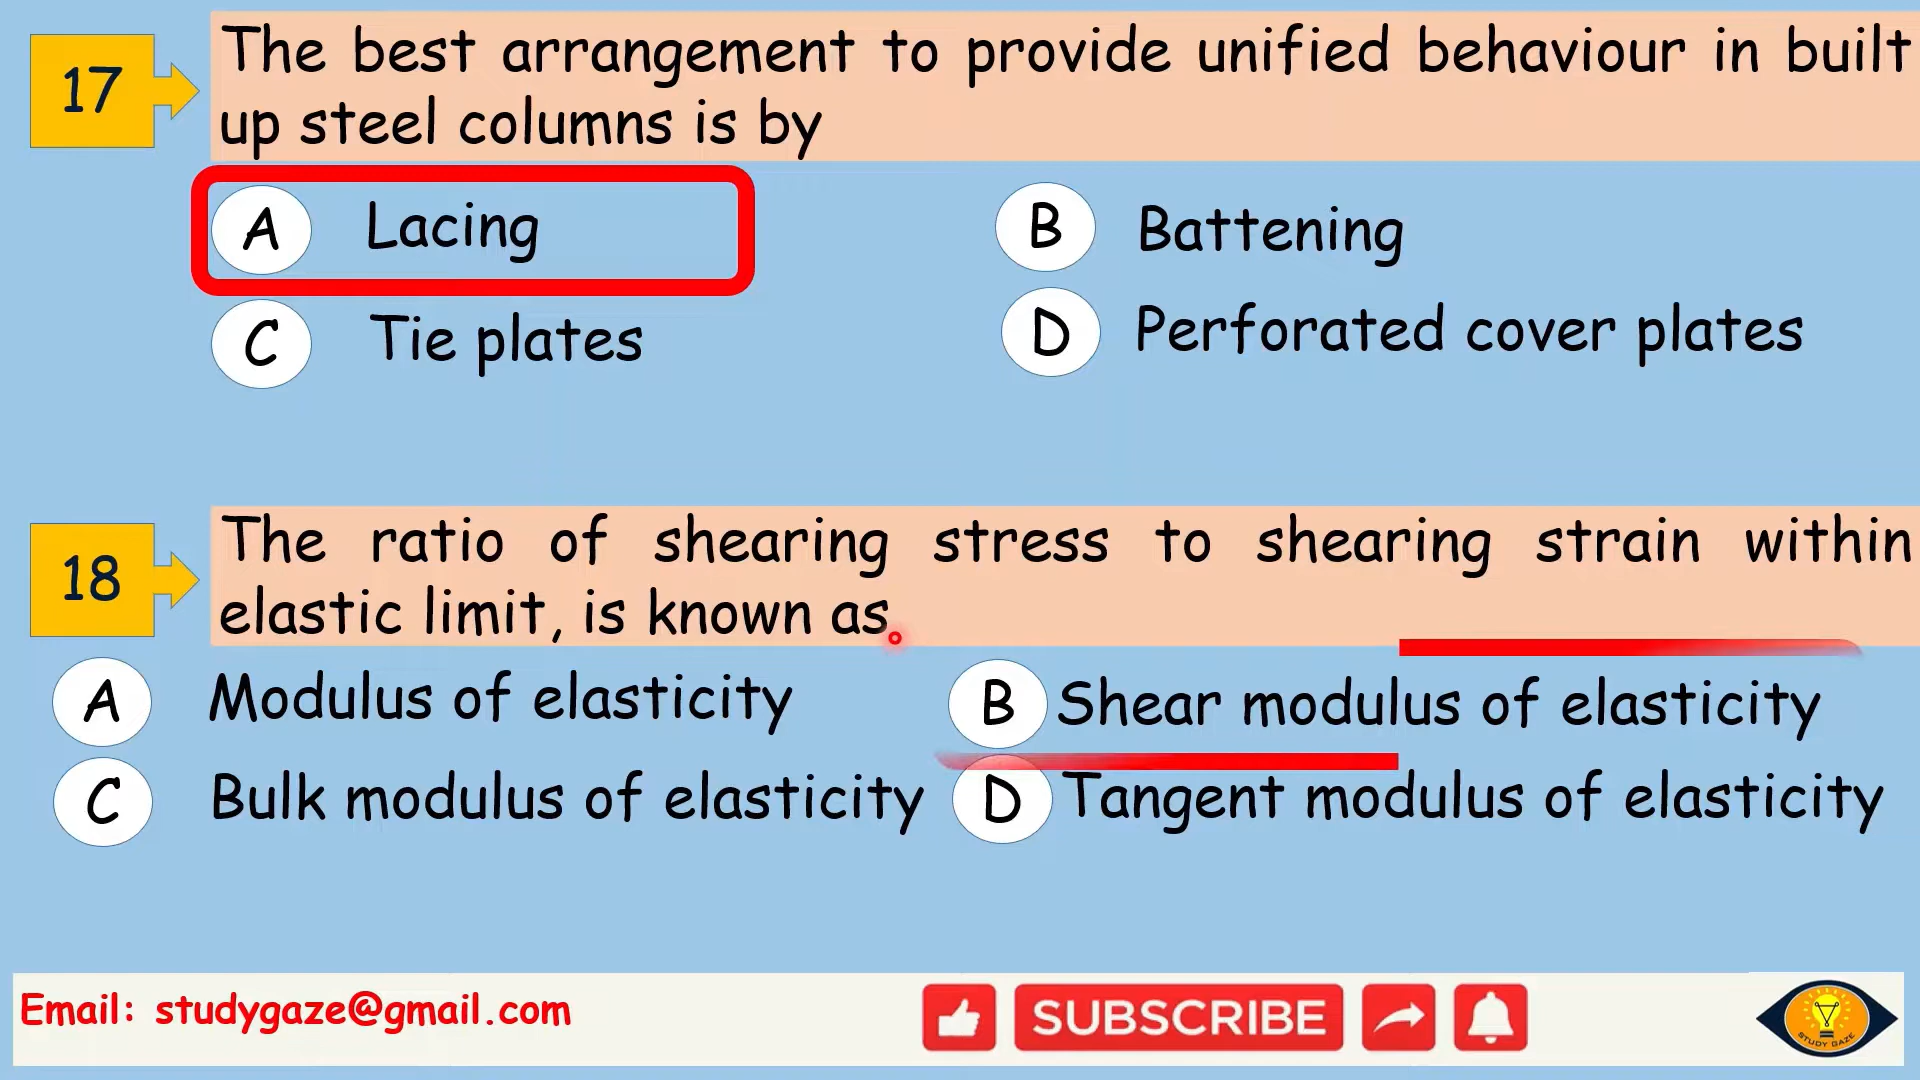 17
The best arrangement to provide unified behaviour in built
up steel columns is by
A Lacing
B Battening
C Tie plates
D Perforated cover plates
18
The ratio of shearing stress to shearing strain within
elastic limit, is known as.
A Modulus of elasticity
B Shear modulus of elasticity
C Bulk modulus of elasticity
D Tangent modulus of elasticity
Email: studygaze@gmail.com
SUBSCRIBE
STUDY GAZE